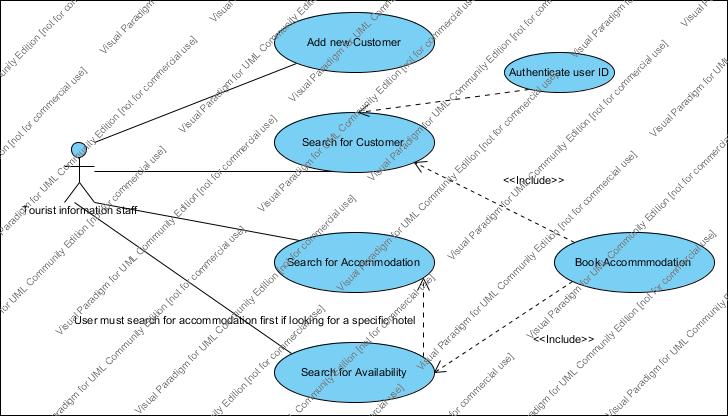 Add new Customer
Authenticate user ID
Search for Customer
<<Include>>
Tourist information staff
Search for Accommodation
Book Accommmodation
User must search for accommodation first if looking for a specific hotel
<<Include>>
Search for Availability
Visual Paradigm for UML Community Edition [not for commercial use]